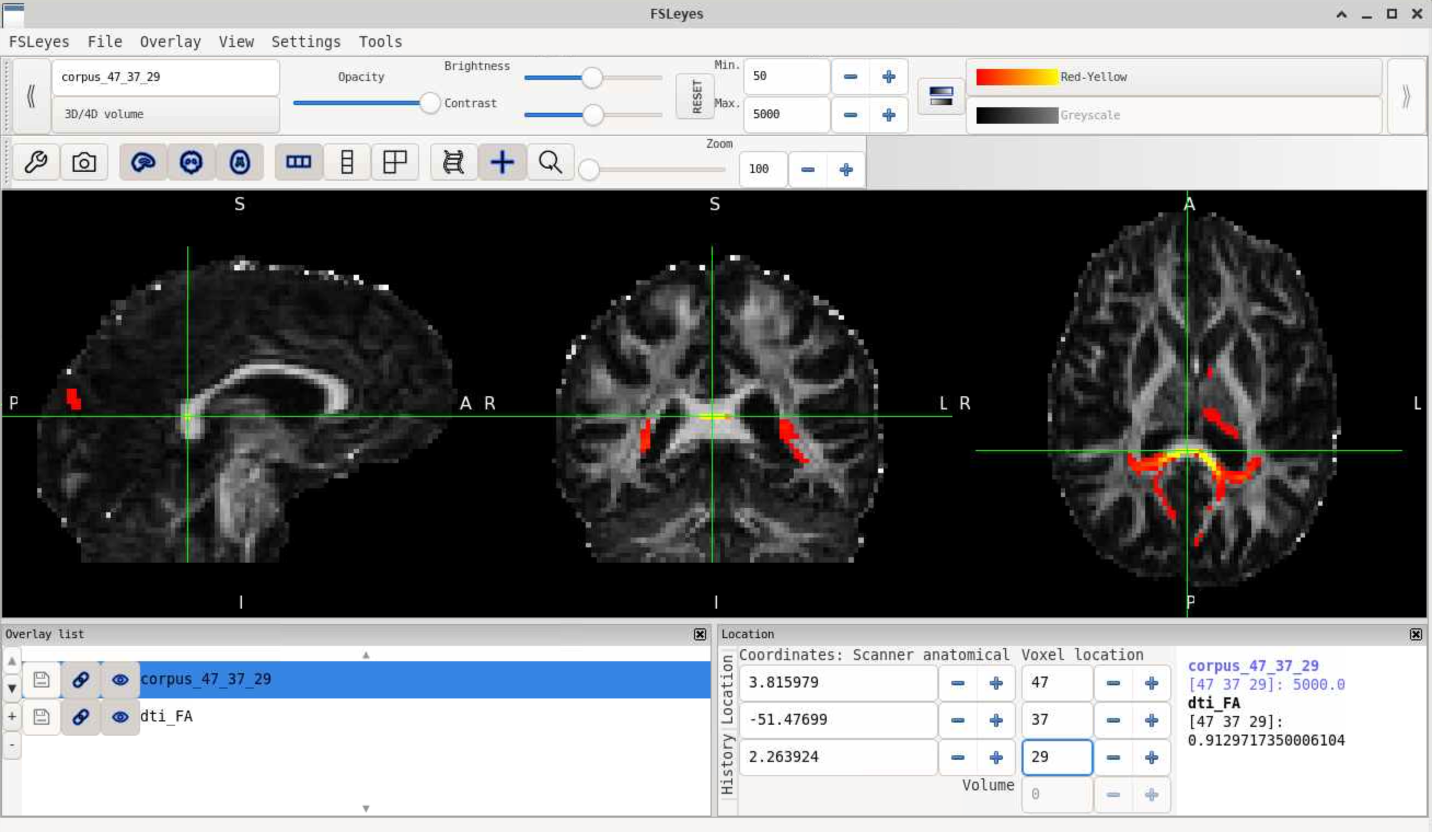 FSLeyes
FSLeyes File Overlay View Settings Tools
corpus_47_37_29
3D/4D volume
Opacity
Brightness
Contrast
RESET
Min. 50
Max. 5000
Red-Yellow
Greyscale
Zoom
100
S
P
A
I
S
R
L
I
A
R
L
P
Overlay list
corpus_47_37_29
dti_FA
Location
Location
History
Coordinates: Scanner anatomical Voxel location
3.815979 47
-51.47699 37
2.263924 29
Volume 0
corpus_47_37_29
[47 37 29]: 5000.0
dti_FA
[47 37 29]:
0.9129717350006104